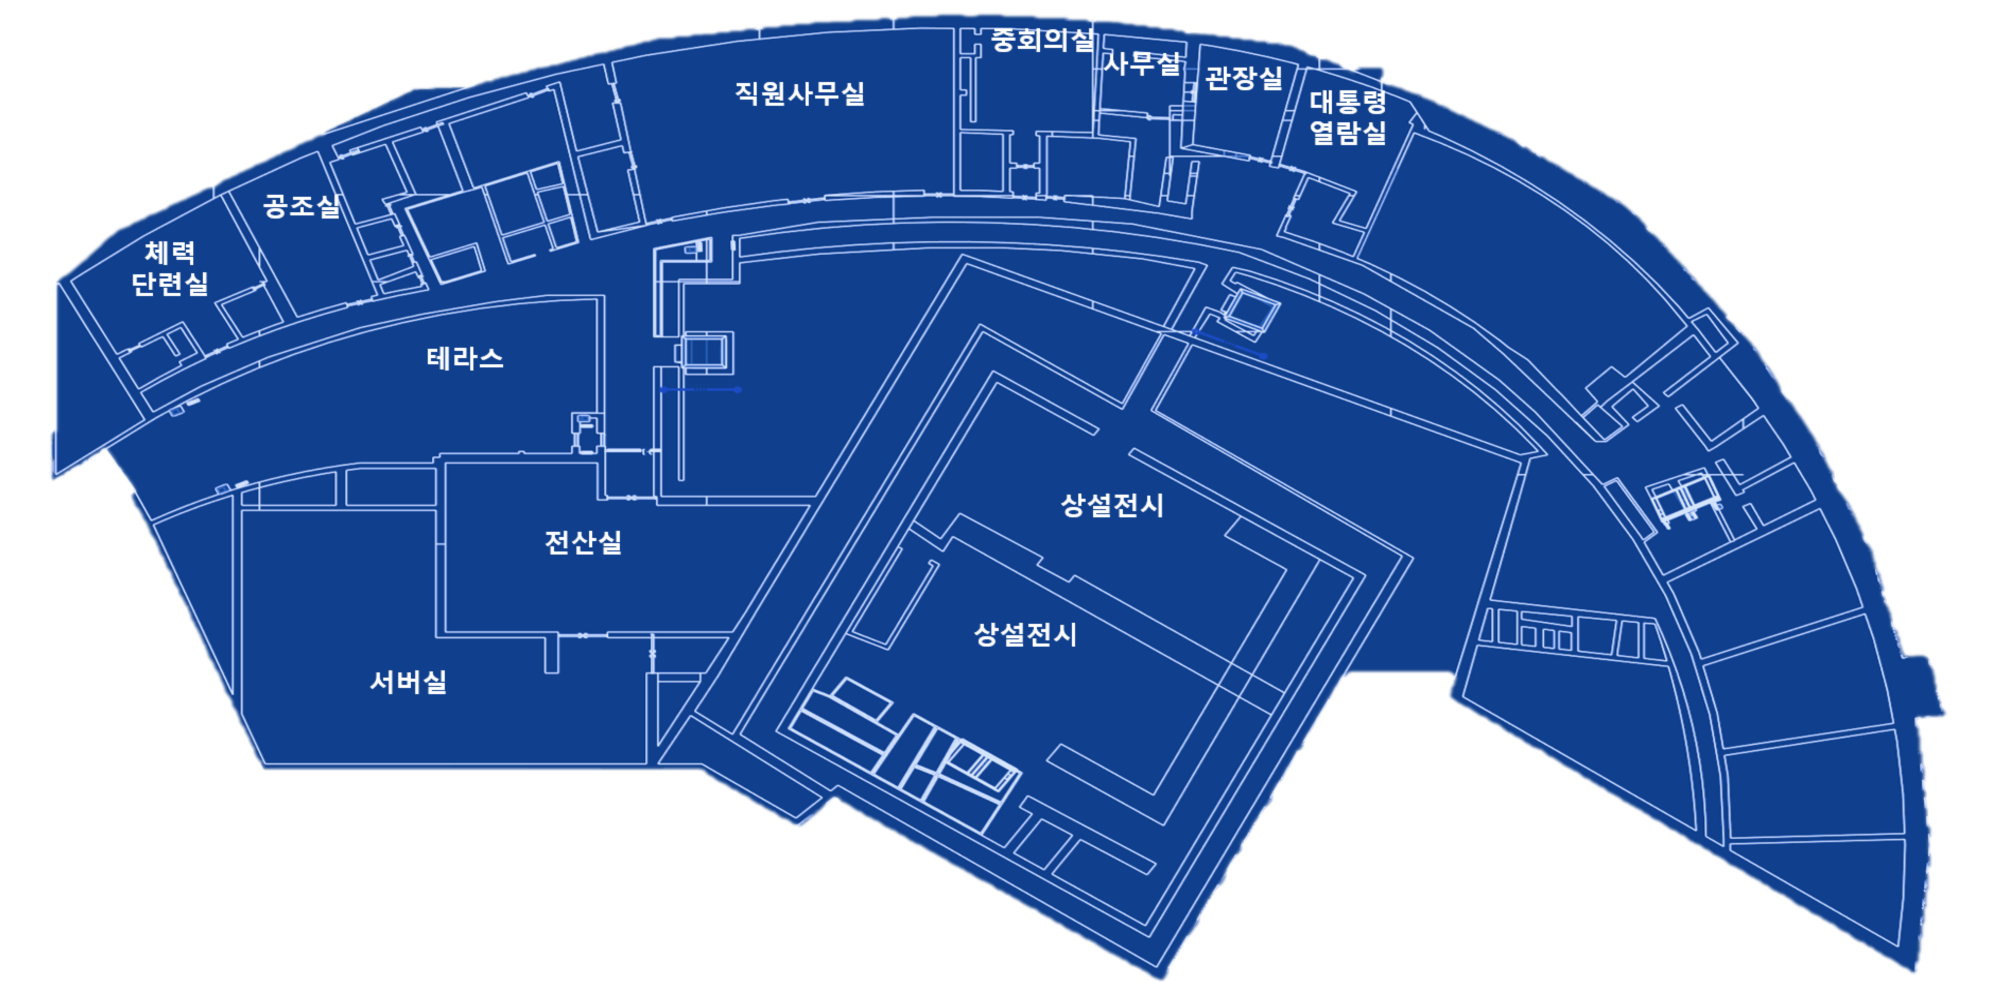 중회의실
사무실
관장실
직원사무실
대통령
열람실
공조실
체력
단련실
테라스
상설전시
전산실
상설전시
서버실